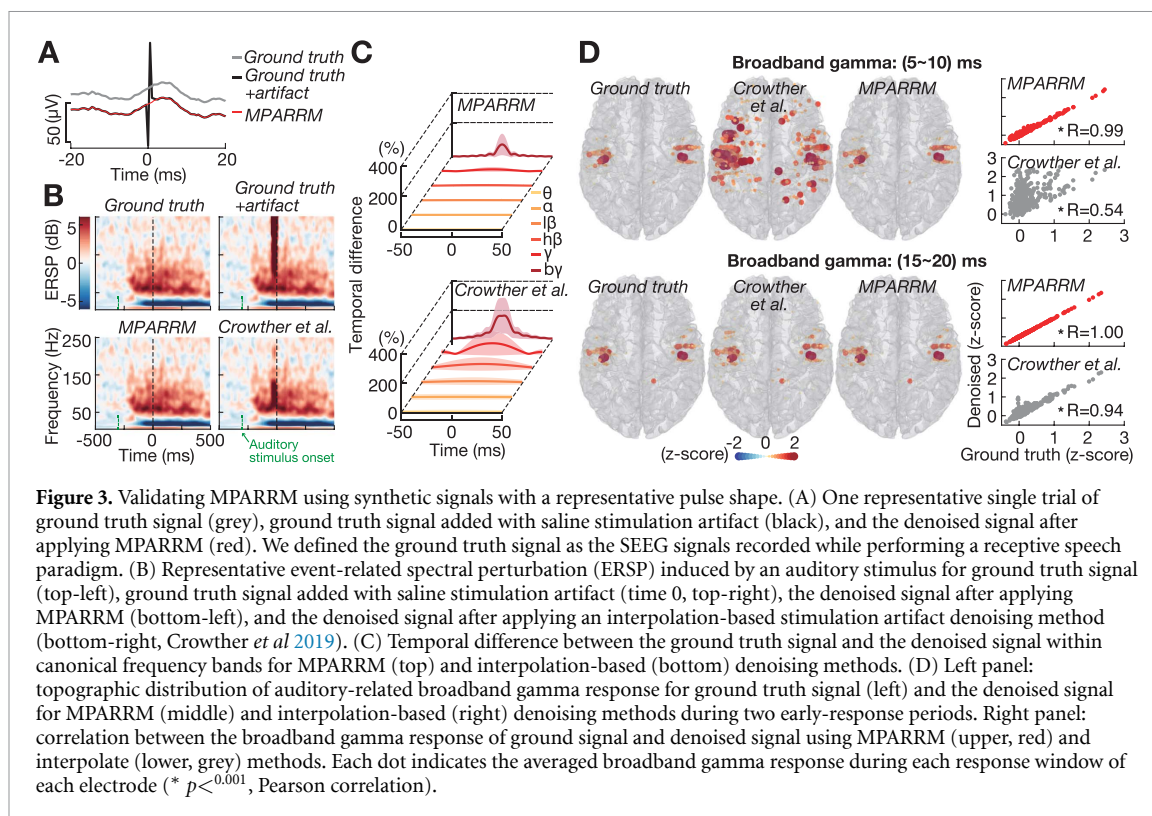 A
Ground truth
Ground truth
+artifact
MPARRM
50 (μV)
-20 0 20
Time (ms)
B
Ground truth
Ground truth
+artifact
ERSP (dB)
5
0
-5
MPARRM
Crowther et al.
Frequency (Hz)
250
150
50
-500 0 500
Time (ms)
Auditory
stimulus onset
C
MPARRM
(%)
400
200
0
-50 0 50
θ
α
lβ
hβ
γ
bγ
Temporal difference
Crowther et al.
(%)
400
200
0
-50 0 50
Time (ms)
D
Broadband gamma: (5~10) ms
Ground truth
Crowther
et al.
MPARRM
MPARRM
*R=0.99
Crowther et al.
3
2
1
0
*R=0.54
0 1 2 3
Broadband gamma: (15~20) ms
Ground truth
Crowther
et al.
MPARRM
MPARRM
*R=1.00
Crowther et al.
3
2
1
0
*R=0.94
0 1 2 3
Denoised (z-score)
Ground truth (z-score)
(z-score)
-2 0 2
Figure 3. Validating MPARRM using synthetic signals with a representative pulse shape. (A) One representative single trial of
ground truth signal (grey), ground truth signal added with saline stimulation artifact (black), and the denoised signal after
applying MPARRM (red). We defined the ground truth signal as the SEEG signals recorded while performing a receptive speech
paradigm. (B) Representative event-related spectral perturbation (ERSP) induced by an auditory stimulus for ground truth signal
(top-left), ground truth signal added with saline stimulation artifact (time 0, top-right), the denoised signal after applying
MPARRM (bottom-left), and the denoised signal after applying an interpolation-based stimulation artifact denoising method
(bottom-right, Crowther et al 2019). (C) Temporal difference between the ground truth signal and the denoised signal within
canonical frequency bands for MPARRM (top) and interpolation-based (bottom) denoising methods. (D) Left panel:
topographic distribution of auditory-related broadband gamma response for ground truth signal (left) and the denoised signal
for MPARRM (middle) and interpolation-based (right) denoising methods during two early-response periods. Right panel:
correlation between the broadband gamma response of ground signal and denoised signal using MPARRM (upper, red) and
interpolate (lower, grey) methods. Each dot indicates the averaged broadband gamma response during each response window of
each electrode (* p<0.001, Pearson correlation).